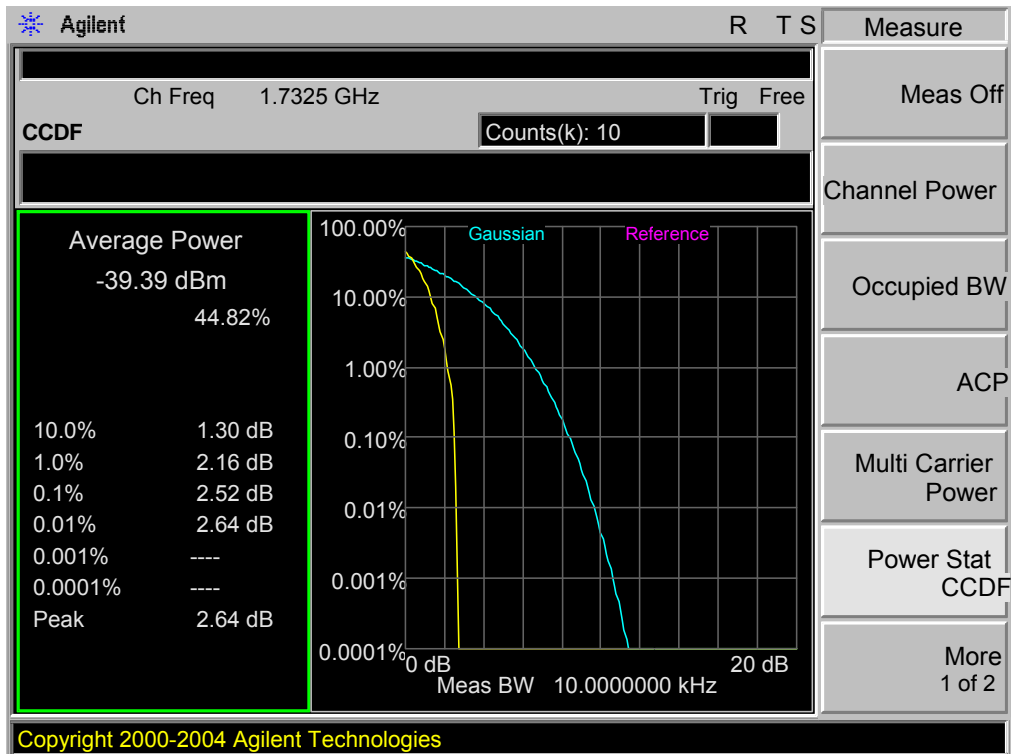 Agilent R T S Measure
Ch Freq 1.7325 GHz Trig Free
CCDF Counts(k): 10
Meas Off
Channel Power
Occupied BW
ACP
Multi Carrier
Power
Power Stat
CCDF
More
1 of 2
Average Power
-39.39 dBm
44.82%
10.0% 1.30 dB
1.0% 2.16 dB
0.1% 2.52 dB
0.01% 2.64 dB
0.001% ----
0.0001% ----
Peak 2.64 dB
Gaussian Reference
100.00%
10.00%
1.00%
0.10%
0.01%
0.001%
0.0001%
0 dB 20 dB
Meas BW 10.0000000 kHz
Copyright 2000-2004 Agilent Technologies